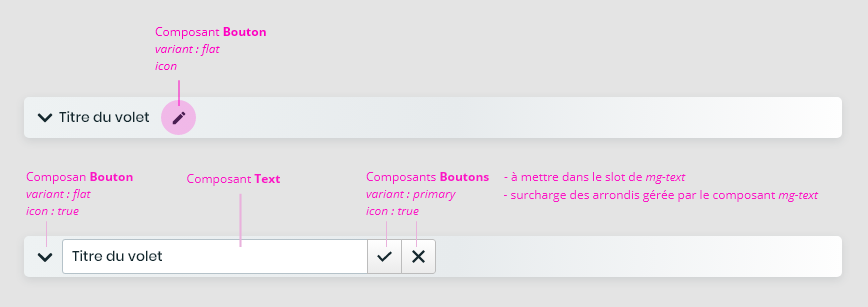 Composant Bouton
variant : flat
icon
Titre du volet
Composan Bouton
variant : flat
icon : true
Composant Text
Composants Boutons
variant : primary
icon : true
- à mettre dans le slot de mg-text
- surcharge des arrondis gérée par le composant mg-text
Titre du volet